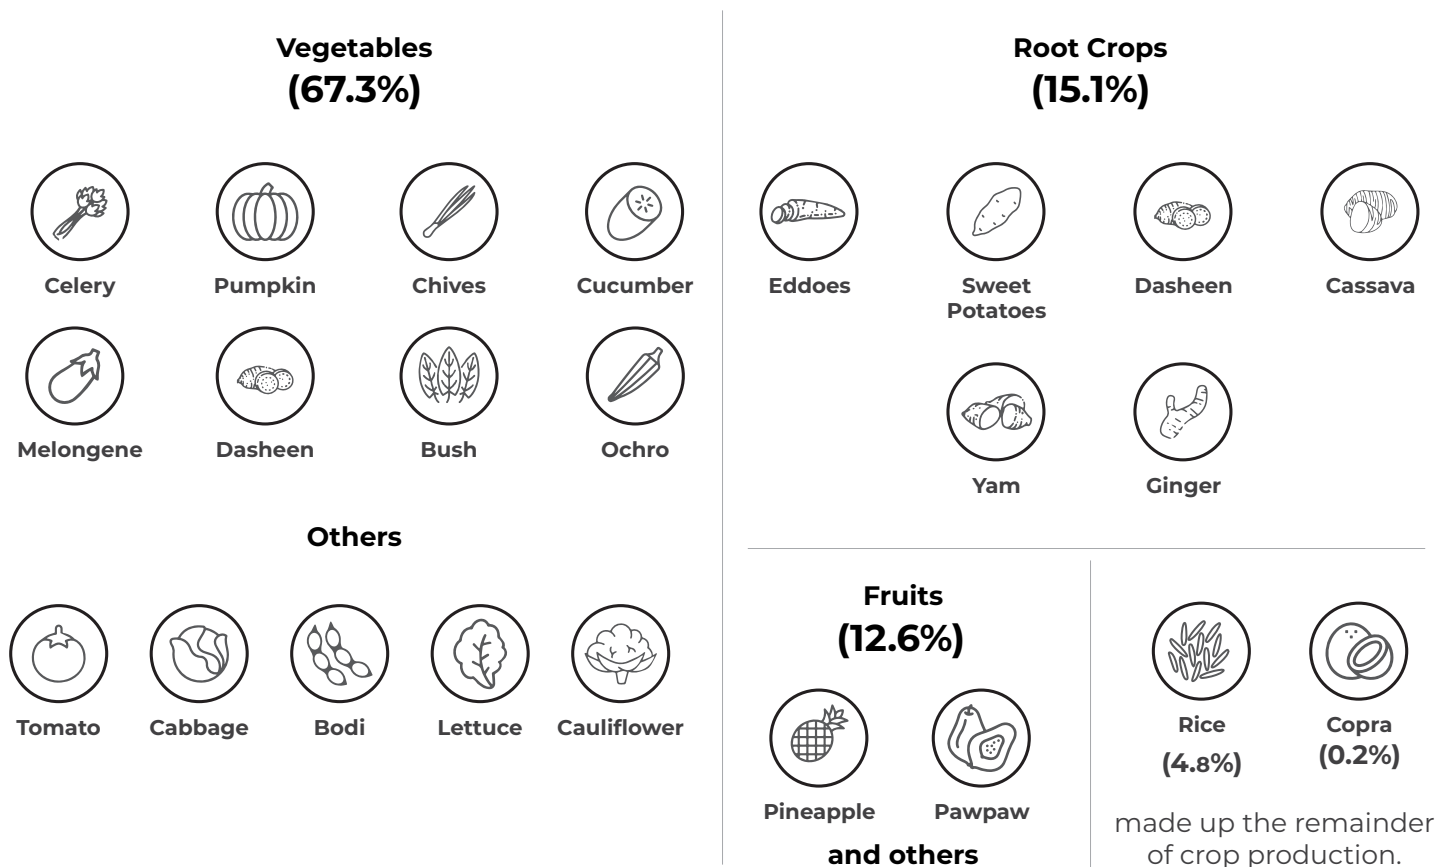 Vegetables
(67.3%)
Celery
Pumpkin
Chives
Cucumber
Melongene
Dasheen
Bush
Ochro
Others
Tomato
Cabbage
Bodi
Lettuce
Cauliflower
Root Crops
(15.1%)
Eddoes
Sweet
Potatoes
Dasheen
Cassava
Yam
Ginger
Fruits
(12.6%)
Pineapple
Pawpaw
and others
Rice
(4.8%)
Copra
(0.2%)
made up the remainder
of crop production.